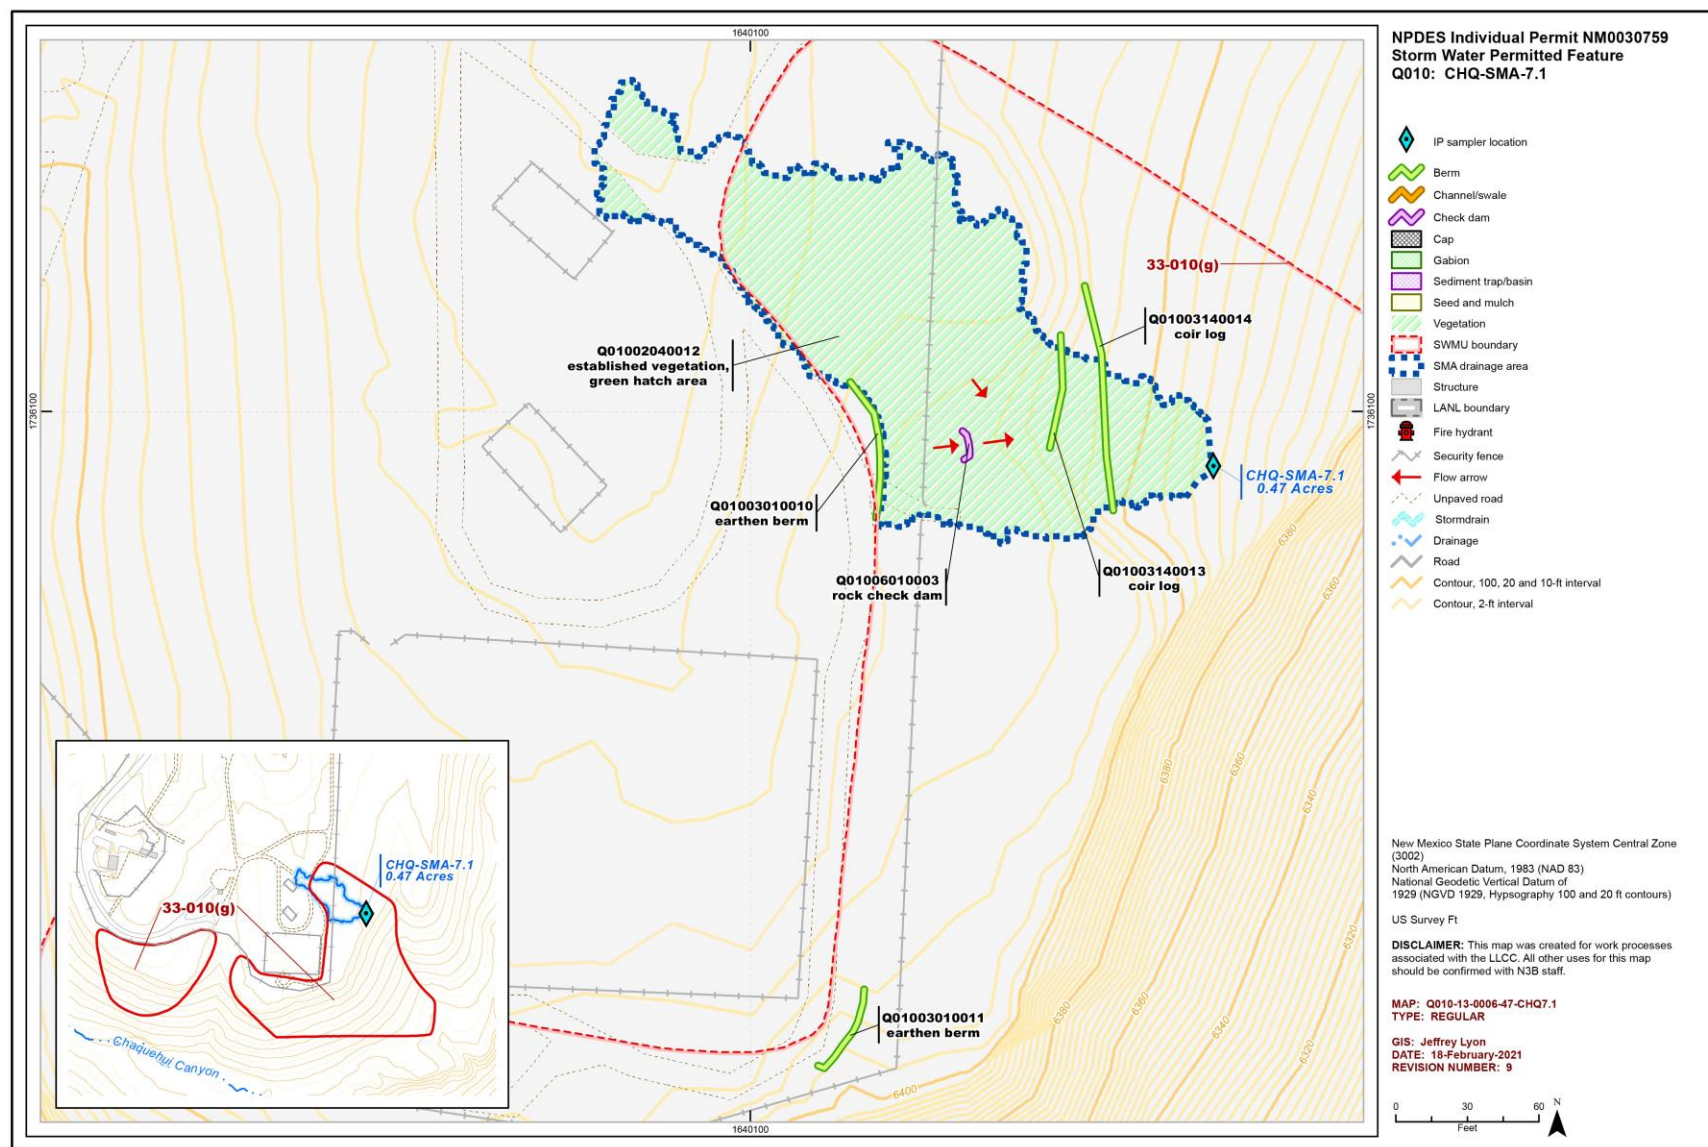 NPDES Individual Permit NM0030759
Storm Water Permitted Feature
Q010: CHQ-SMA-7.1
IP sampler location
Berm
Channel/swale
Check dam
Cap
Gabion
Sediment trap/basin
Seed and mulch
Vegetation
SWMU boundary
SMA drainage area
Structure
LANL boundary
Fire hydrant
Security fence
Flow arrow
Unpaved road
Stormdrain
Drainage
Road
Contour, 100, 20 and 10-ft interval
Contour, 2-ft interval
New Mexico State Plane Coordinate System Central Zone
(3002)
North American Datum, 1983 (NAD 83)
National Geodetic Vertical Datum of
1929 (NGVD 1929, Hypsography 100 and 20 ft contours)
US Survey Ft
DISCLAIMER: This map was created for work processes
associated with the LLCC. All other uses for this map
should be confirmed with N3B staff.
MAP: Q010-13-0006-47-CHQ7.1
TYPE: REGULAR
GIS: Jeffrey Lyon
DATE: 18-February-2021
REVISION NUMBER: 9
0 30 60
Feet
N
1640100
1736100
1736100
1640100
33-010(g)
Q01003140014
coir log
Q01002040012
established vegetation,
green hatch area
CHQ-SMA-7.1
0.47 Acres
Q01003010010
earthen berm
Q01006010003
rock check dam
Q01003140013
coir log
Q01003010011
earthen berm
6380
6360
6380
6360
6340
6320
6380
6360
6340
6320
6400
CHQ-SMA-7.1
0.47 Acres
33-010(g)
Chaquehui Canyon